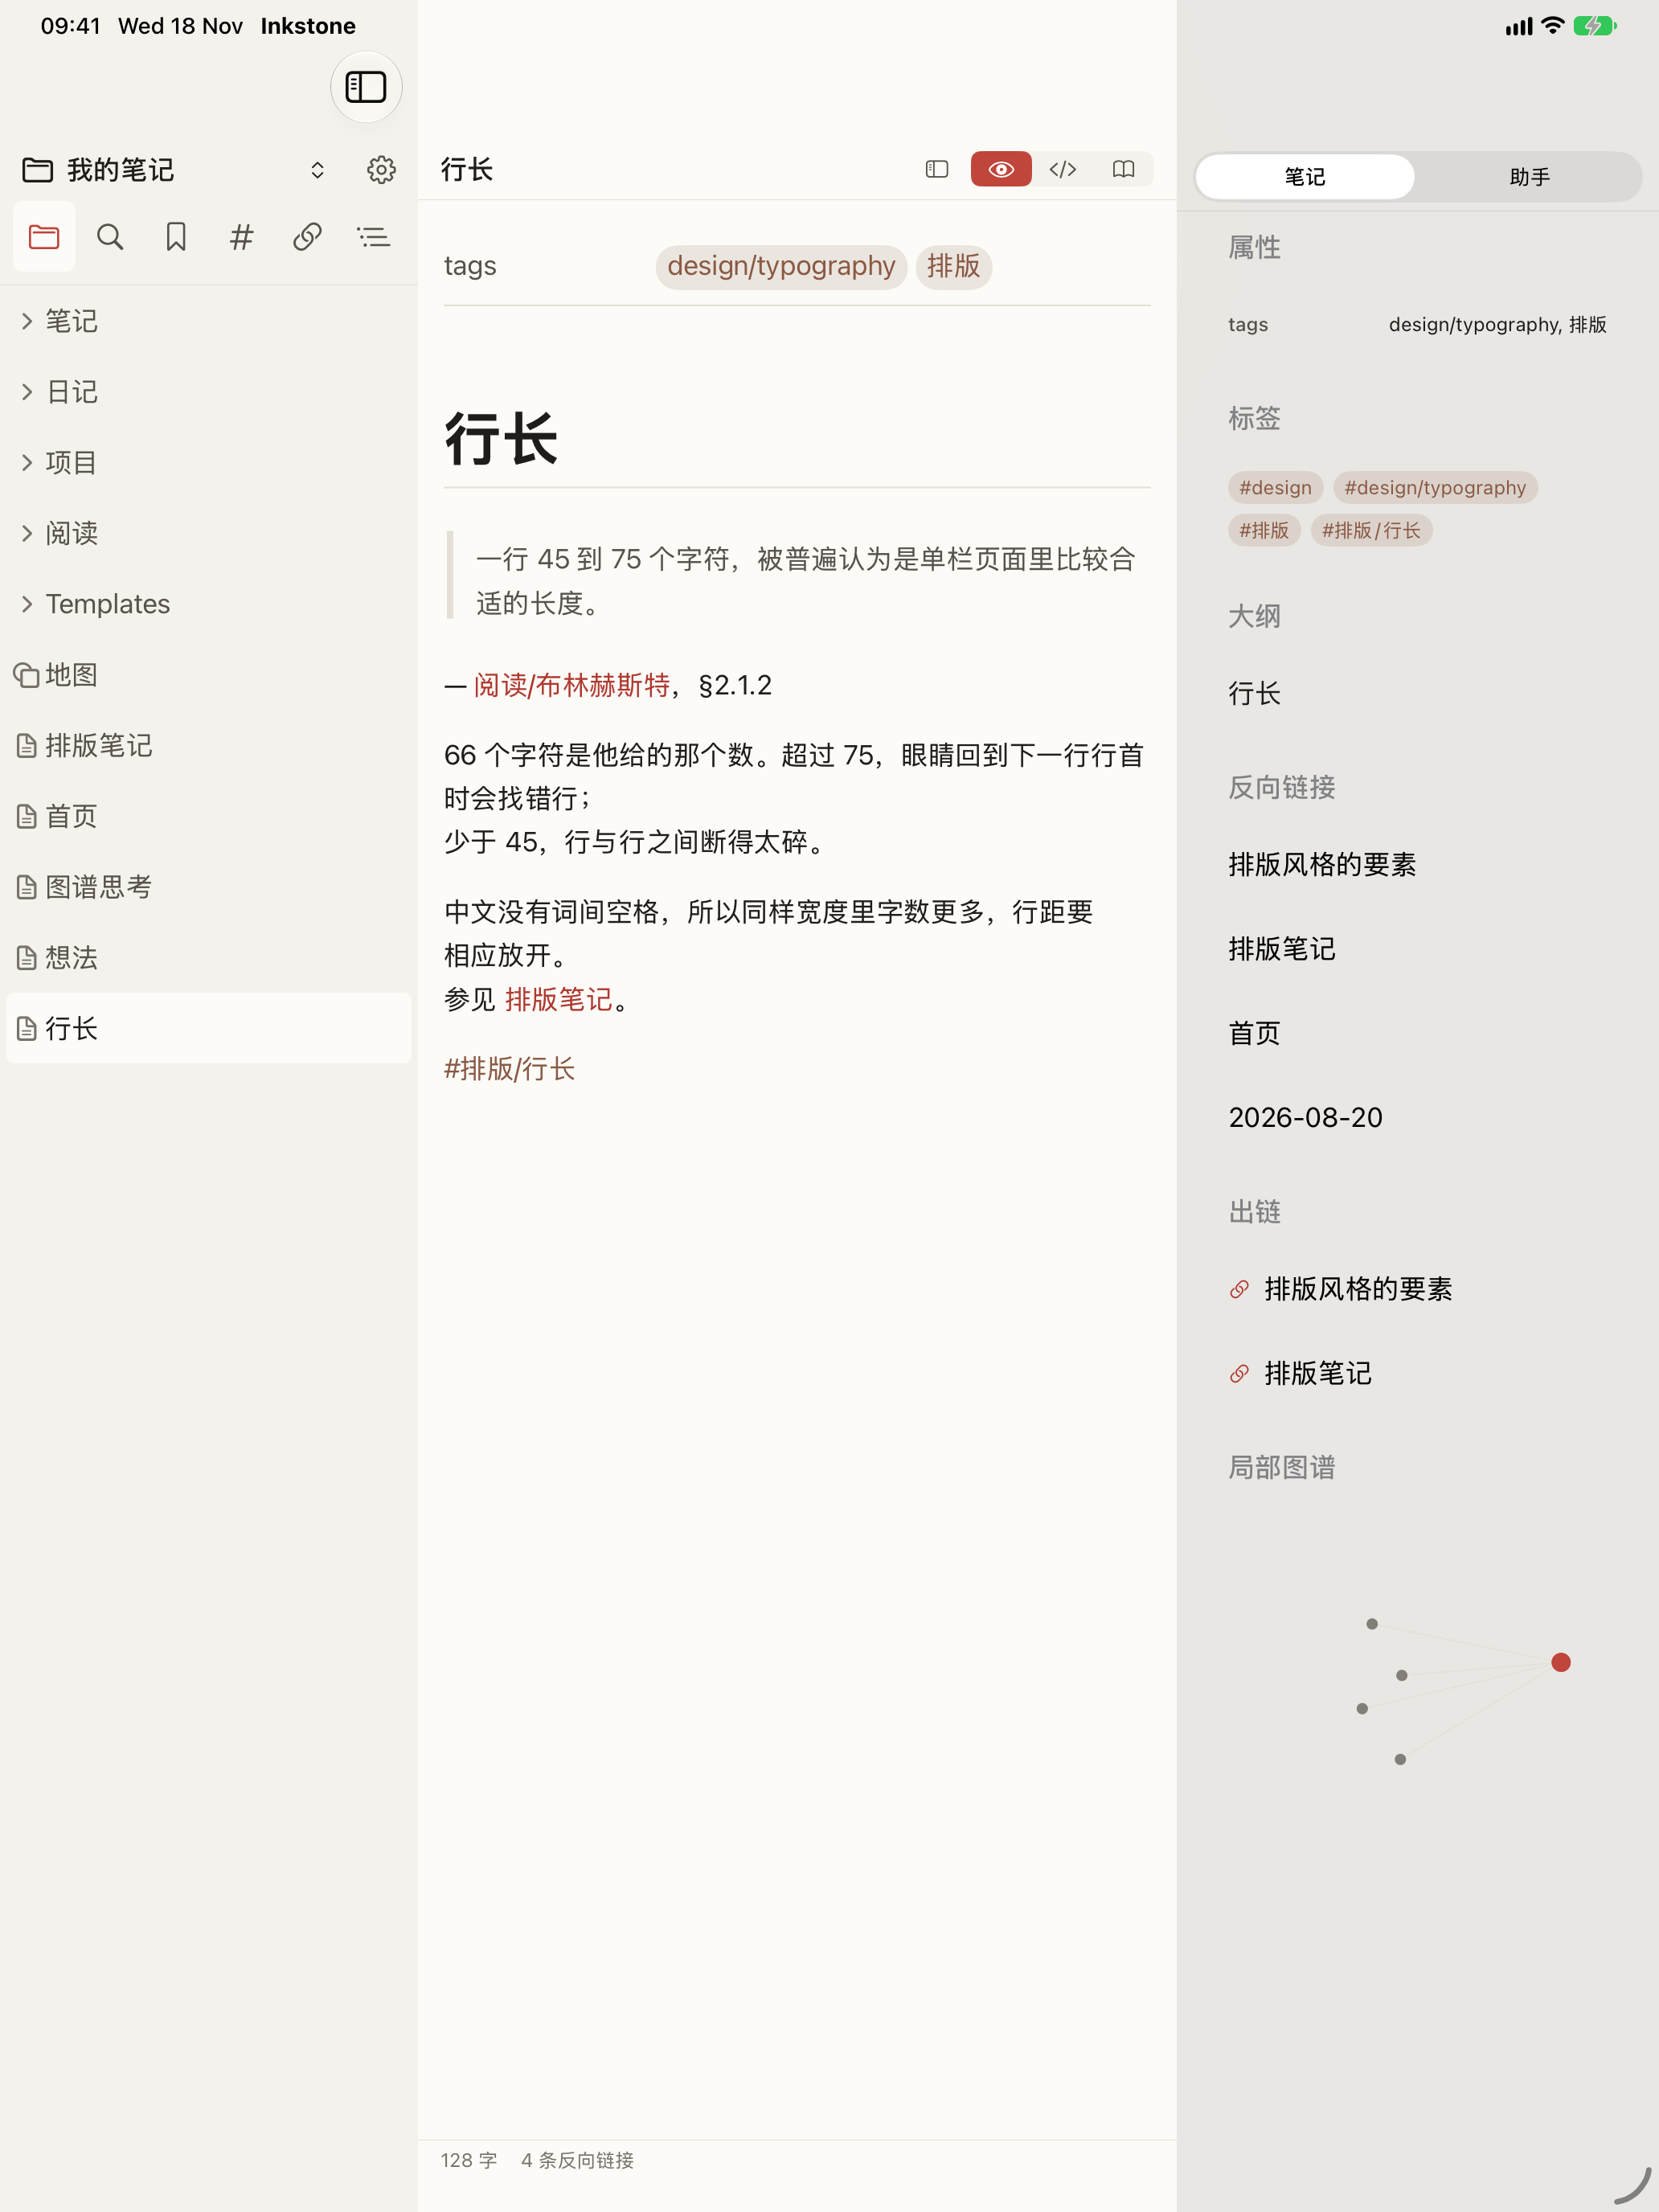 09:41 Wed 18 Nov Inkstone
我的笔记
笔记
日记
项目
阅读
Templates
地图
排版笔记
首页
图谱思考
想法
行长
行长
tags design/typography 排版
行长
一行 45 到 75 个字符，被普遍认为是单栏页面里比较合
适的长度。
— 阅读/布林赫斯特，§2.1.2
66 个字符是他给的那个数。超过 75，眼睛回到下一行行首
时会找错行；
少于 45，行与行之间断得太碎。
中文没有词间空格，所以同样宽度里字数更多，行距要
相应放开。
参见 排版笔记。
#排版/行长
128 字 4 条反向链接
笔记 助手
属性
tags design/typography, 排版
标签
#design #design/typography
#排版 #排版/行长
大纲
行长
反向链接
排版风格的要素
排版笔记
首页
2026-08-20
出链
排版风格的要素
排版笔记
局部图谱